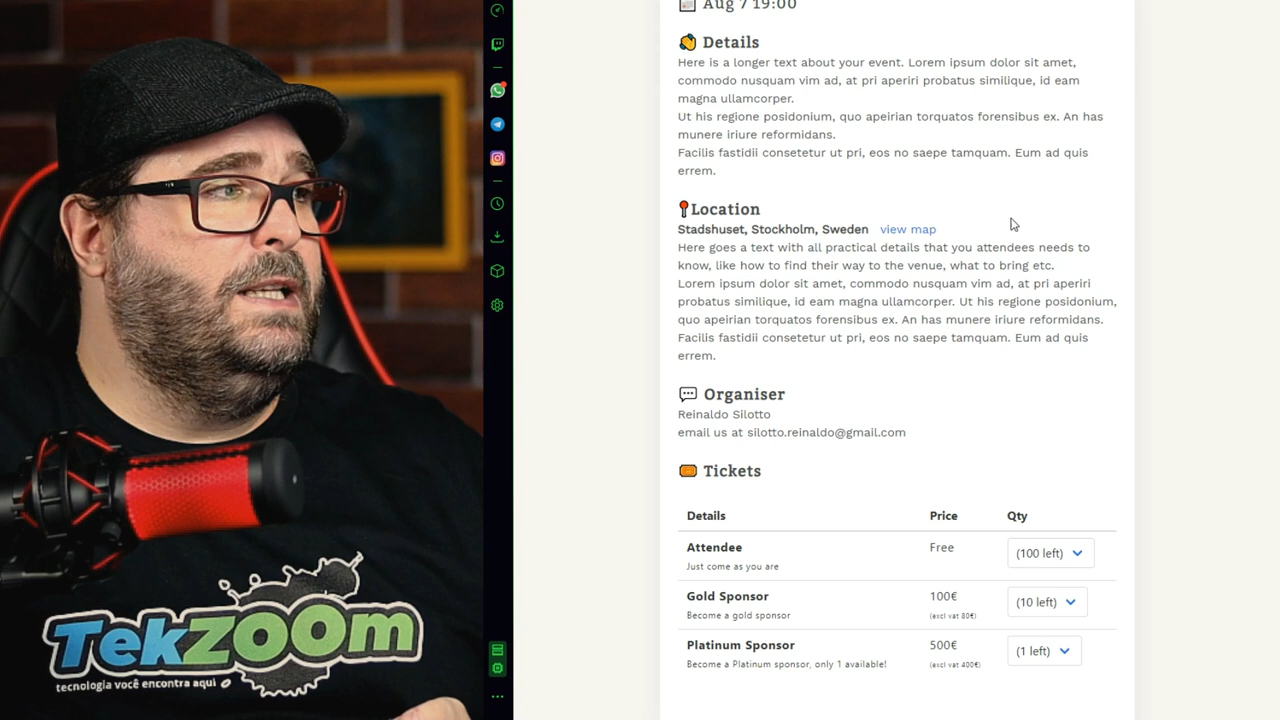 Aug 7 19:00
Details
Here is a longer text about your event. Lorem ipsum dolor sit amet,
commodo nusquam vim ad, at pri aperiri probatus similique, id eam
magna ullamcorper.
Ut his regione posidonium, quo apeirian torquatos forensibus ex. An has
munere iriure reformidans.
Facilis fastidii consetetur ut pri, eos no saepe tamquam. Eum ad quis
errem.
Location
Stadshuset, Stockholm, Sweden view map
Here goes a text with all practical details that you attendees needs to
know, like how to find their way to the venue, what to bring etc.
Lorem ipsum dolor sit amet, commodo nusquam vim ad, at pri aperiri
probatus similique, id eam magna ullamcorper. Ut his regione posidonium,
quo apeirian torquatos forensibus ex. An has munere iriure reformidans.
Facilis fastidii consetetur ut pri, eos no saepe tamquam. Eum ad quis
errem.
Organiser
Reinaldo Silotto
email us at silotto.reinaldo@gmail.com
Tickets
Details Price Qty
Attendee Free (100 left)
Just come as you are
Gold Sponsor 100€ (10 left)
Become a gold sponsor (excl vat 80€)
Platinum Sponsor 500€ (1 left)
Become a Platinum sponsor, only 1 available! (excl vat 400€)
TekZOOm
tecnologia você encontra aqui